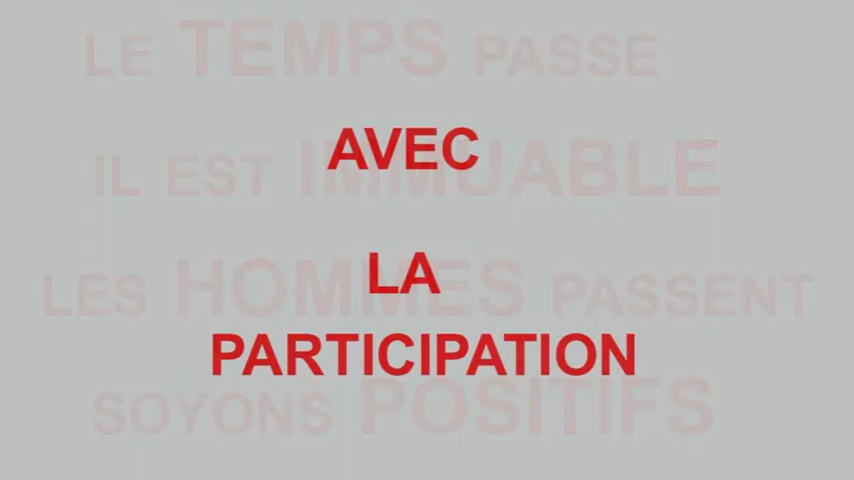 LE TEMPS PASSE
AVEC
IL EST IMMUABLE
LA
LES HOMMES PASSENT
PARTICIPATION
SOYONS POSITIFS